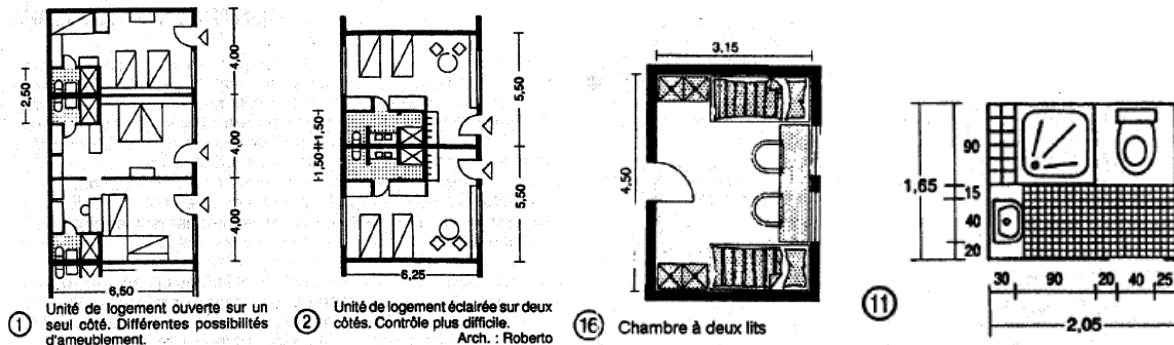 4,00
2,50
4,00
4,00
6,50
① Unité de logement ouverte sur un
seul côté. Différentes possibilités
d'ameublement.
5,50
1,50 1,50
5,50
6,25
② Unité de logement éclairée sur deux
côtés. Contrôle plus difficile.
Arch. : Roberto
3.15
4,50
⑯ Chambre à deux lits
90
1,65
15
40
20
30 90 20 40 25
2,05
⑪